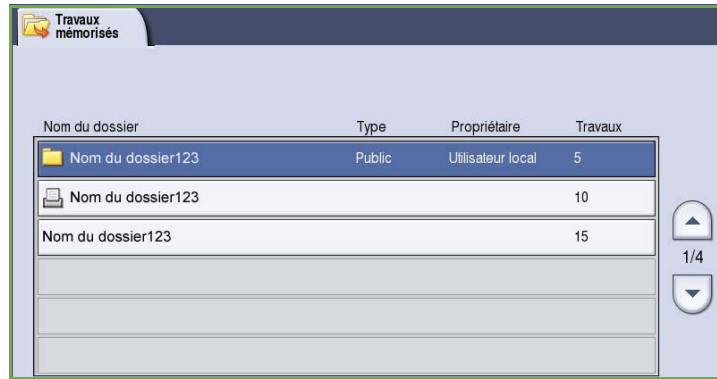 Travaux
mémorisés
Nom du dossier Type Propriétaire Travaux
Nom du dossier123 Public Utilisateur local 5
Nom du dossier123 10
Nom du dossier123 15
1/4